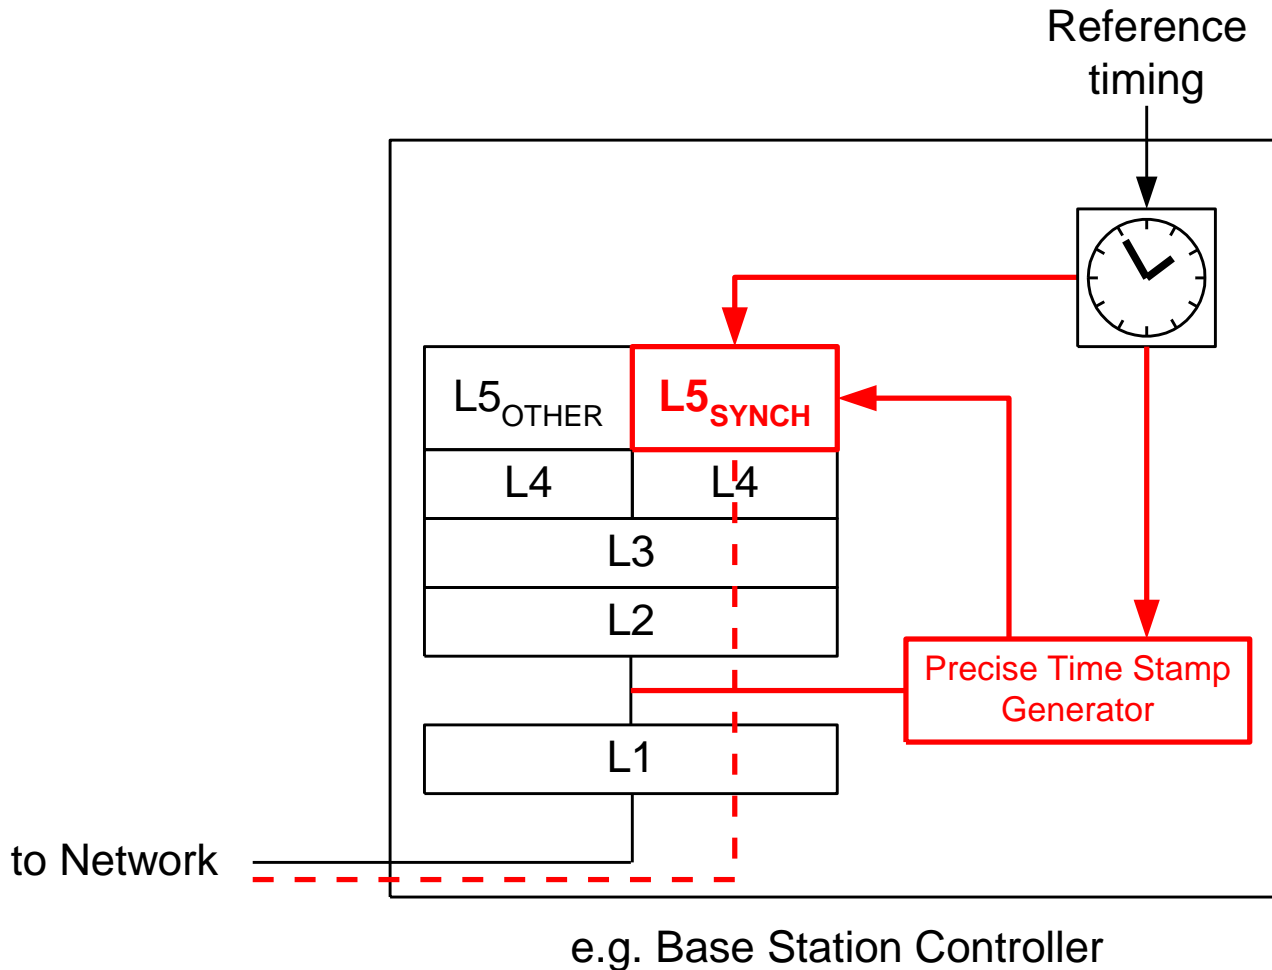 Reference
timing
L5OTHER
L5SYNCH
L4
L4
L3
L2
Precise Time Stamp
Generator
L1
to Network
e.g. Base Station Controller